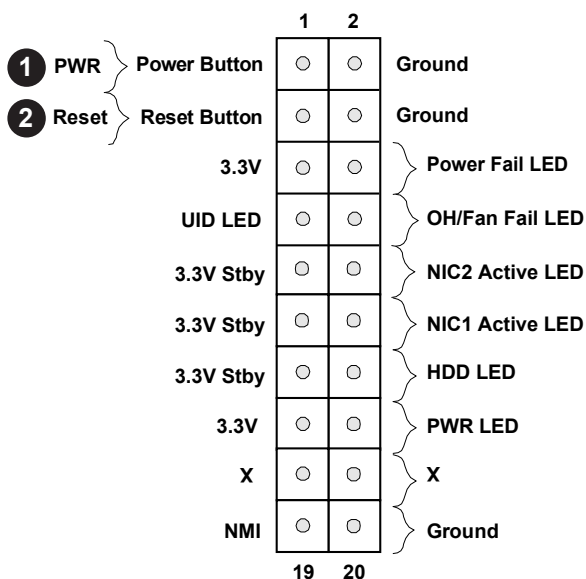 1 2
1 PWR Power Button Ground
2 Reset Reset Button Ground
3.3V Power Fail LED
UID LED OH/Fan Fail LED
3.3V Stby NIC2 Active LED
3.3V Stby NIC1 Active LED
3.3V Stby HDD LED
3.3V PWR LED
X X
NMI Ground
19 20